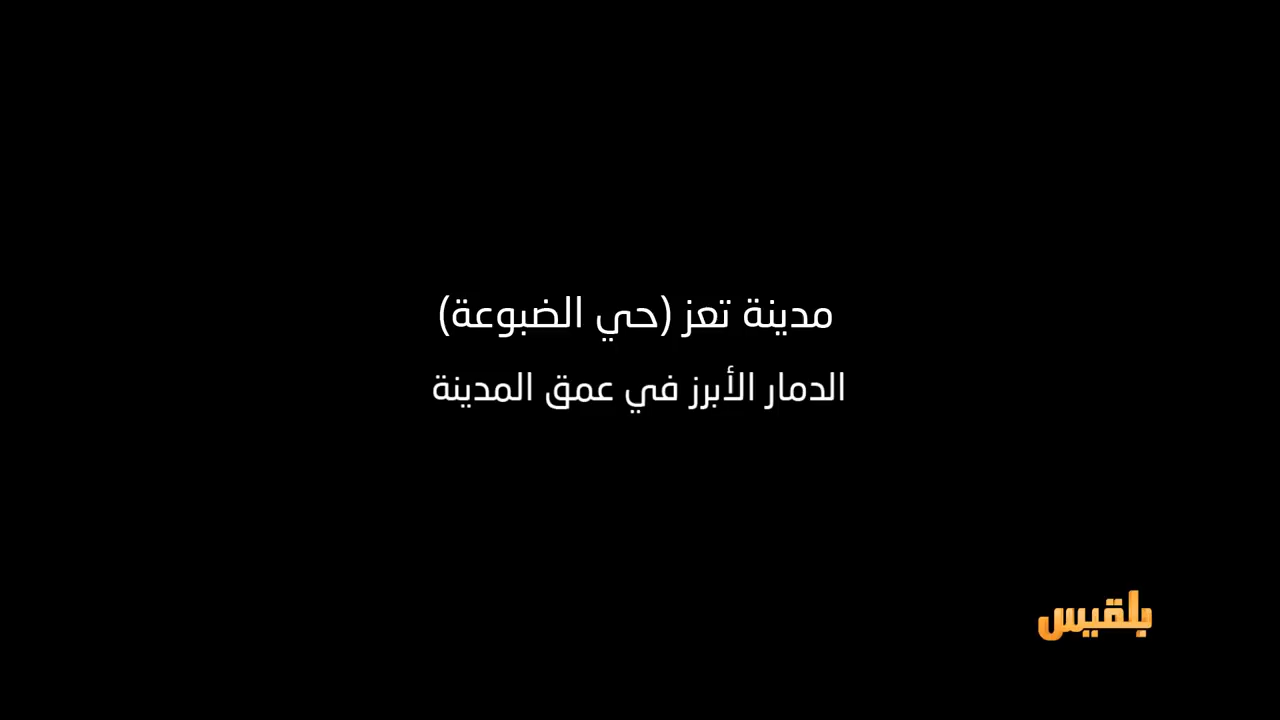 مدينة تعز (حي الضبوعة)
الدمار الأبرز في عمق المدينة
بلقيس